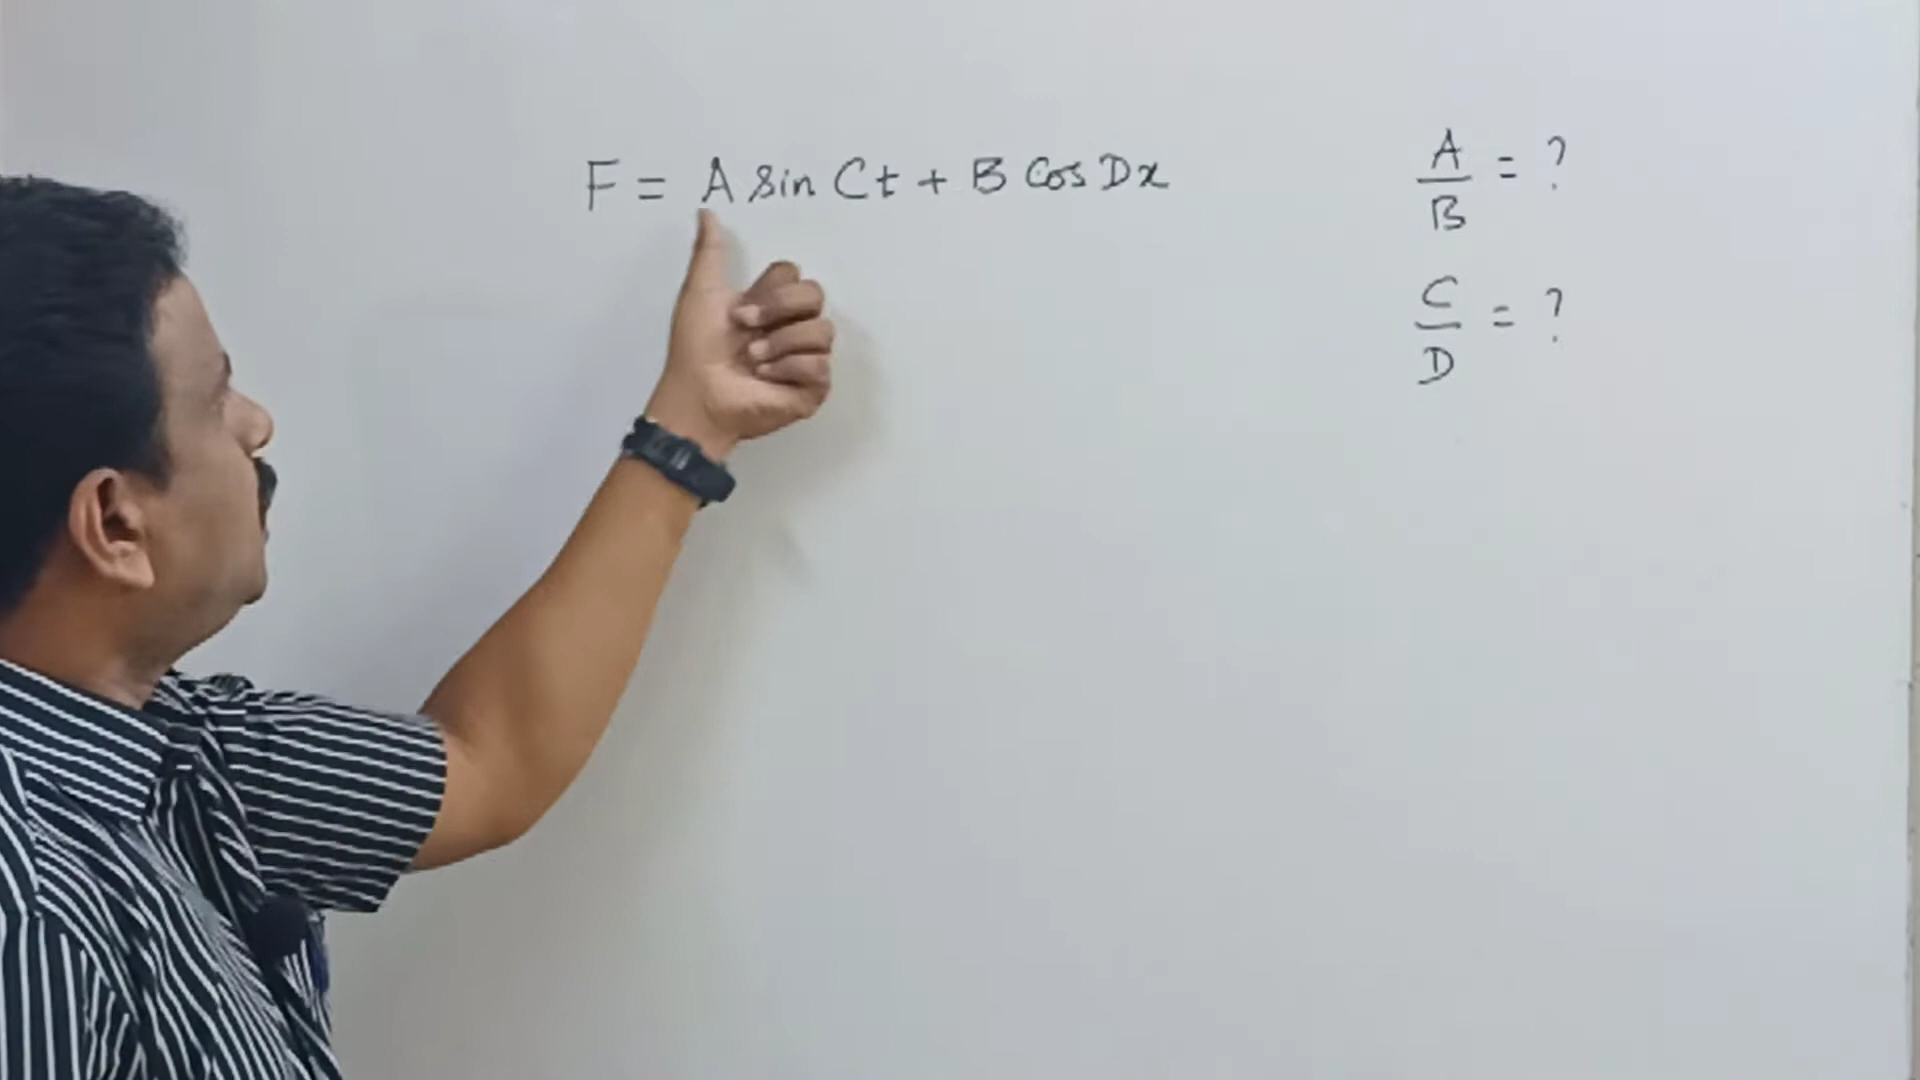 F = A sin Ct + B Cos Dx
A/B = ?
C/D = ?